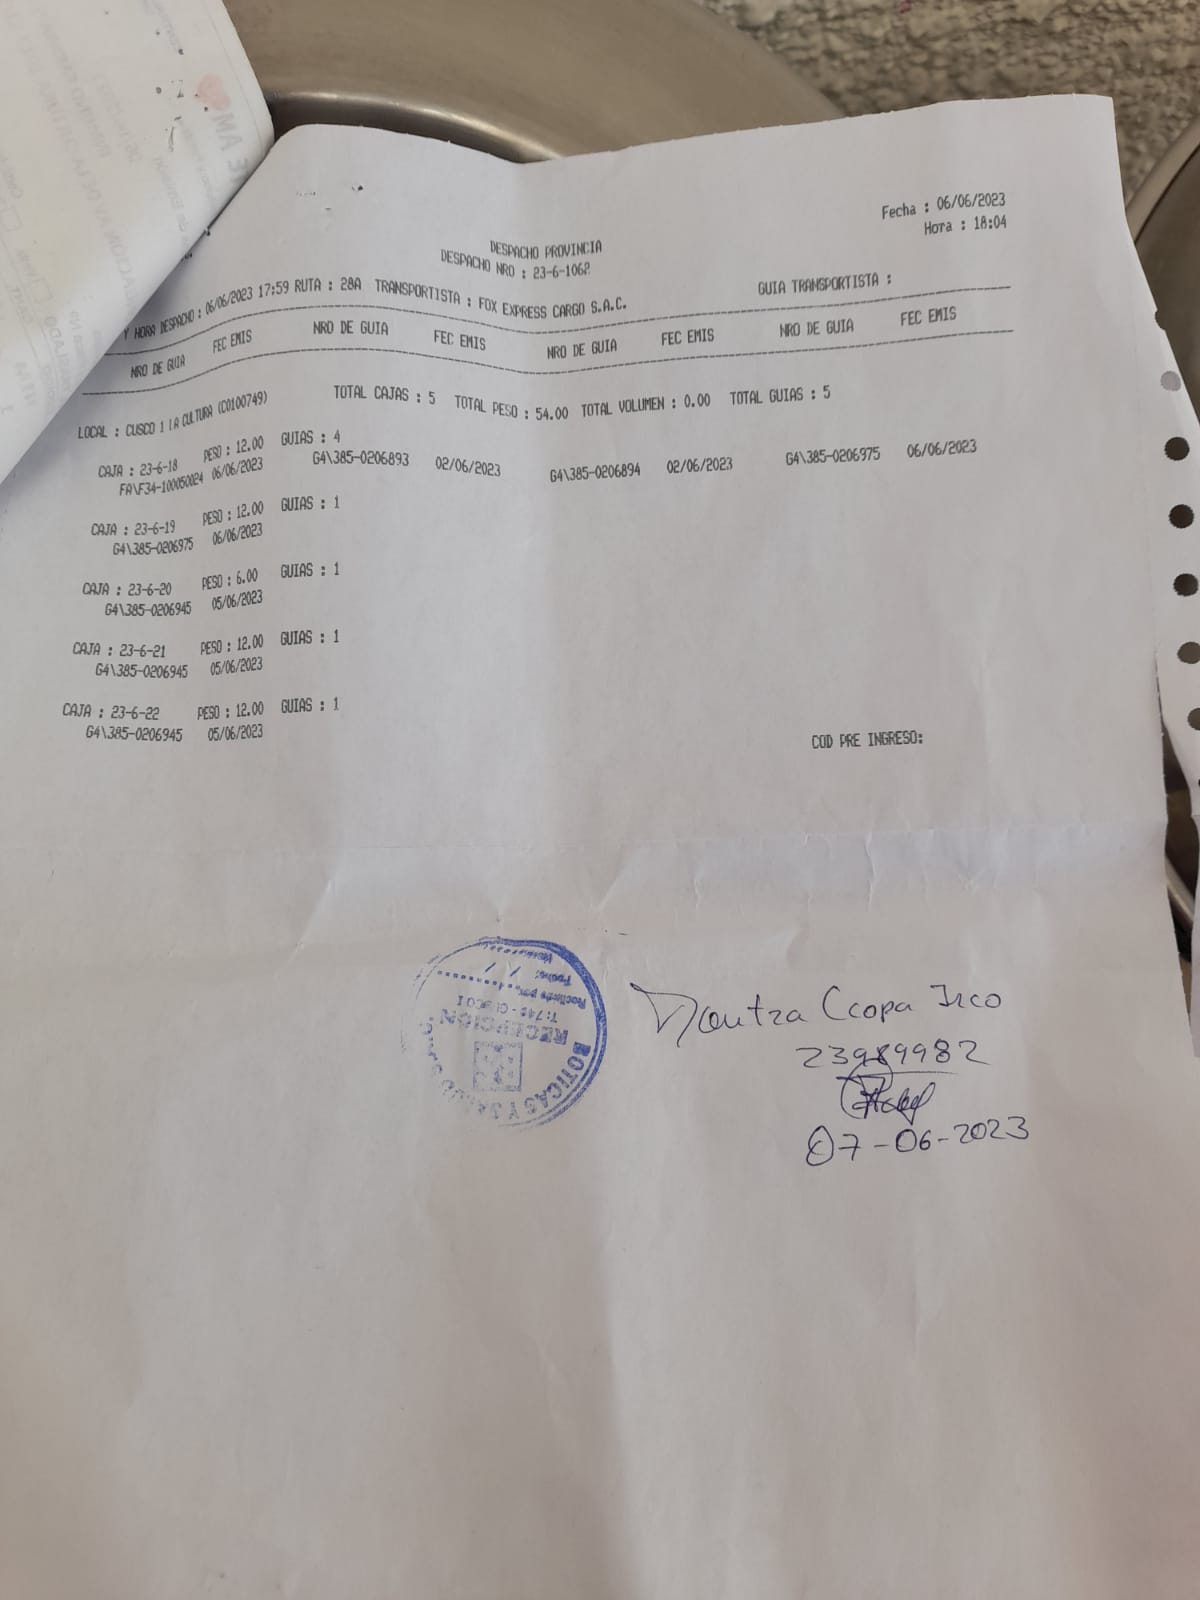 Fecha : 06/06/2023
Hora : 18:04
DESPACHO PROVINCIA
DESPACHO NRO : 23-6-1062
Y HORA DESPACHO : 06/06/2023 17:59 RUTA : 28A TRANSPORTISTA : FOX EXPRESS CARGO S.A.C. GUIA TRANSPORTISTA :
NRO DE GUIA FEC EMIS NRO DE GUIA FEC EMIS NRO DE GUIA FEC EMIS NRO DE GUIA FEC EMIS
LOCAL : CUSCO 1 LA CULTURA (C0100749) TOTAL CAJAS : 5 TOTAL PESO : 54.00 TOTAL VOLUMEN : 0.00 TOTAL GUIAS : 5
CAJA : 23-6-18 PESO : 12.00 GUIAS : 4
FA\F34-100050024 06/06/2023 G4\385-0206893 02/06/2023 G4\385-0206894 02/06/2023 G4\385-0206975 06/06/2023
CAJA : 23-6-19 PESO : 12.00 GUIAS : 1
G4\385-0206975 06/06/2023
CAJA : 23-6-20 PESO : 6.00 GUIAS : 1
G4\385-0206945 05/06/2023
CAJA : 23-6-21 PESO : 12.00 GUIAS : 1
G4\385-0206945 05/06/2023
CAJA : 23-6-22 PESO : 12.00 GUIAS : 1
G4\385-0206945 05/06/2023
COD PRE INGRESO:
BOTICAS Y SALUD
RECEPCION
T:749 - CUSCO 1
Recibido por:
Fecha: / /
Ccopa
23989982
07-06-2023